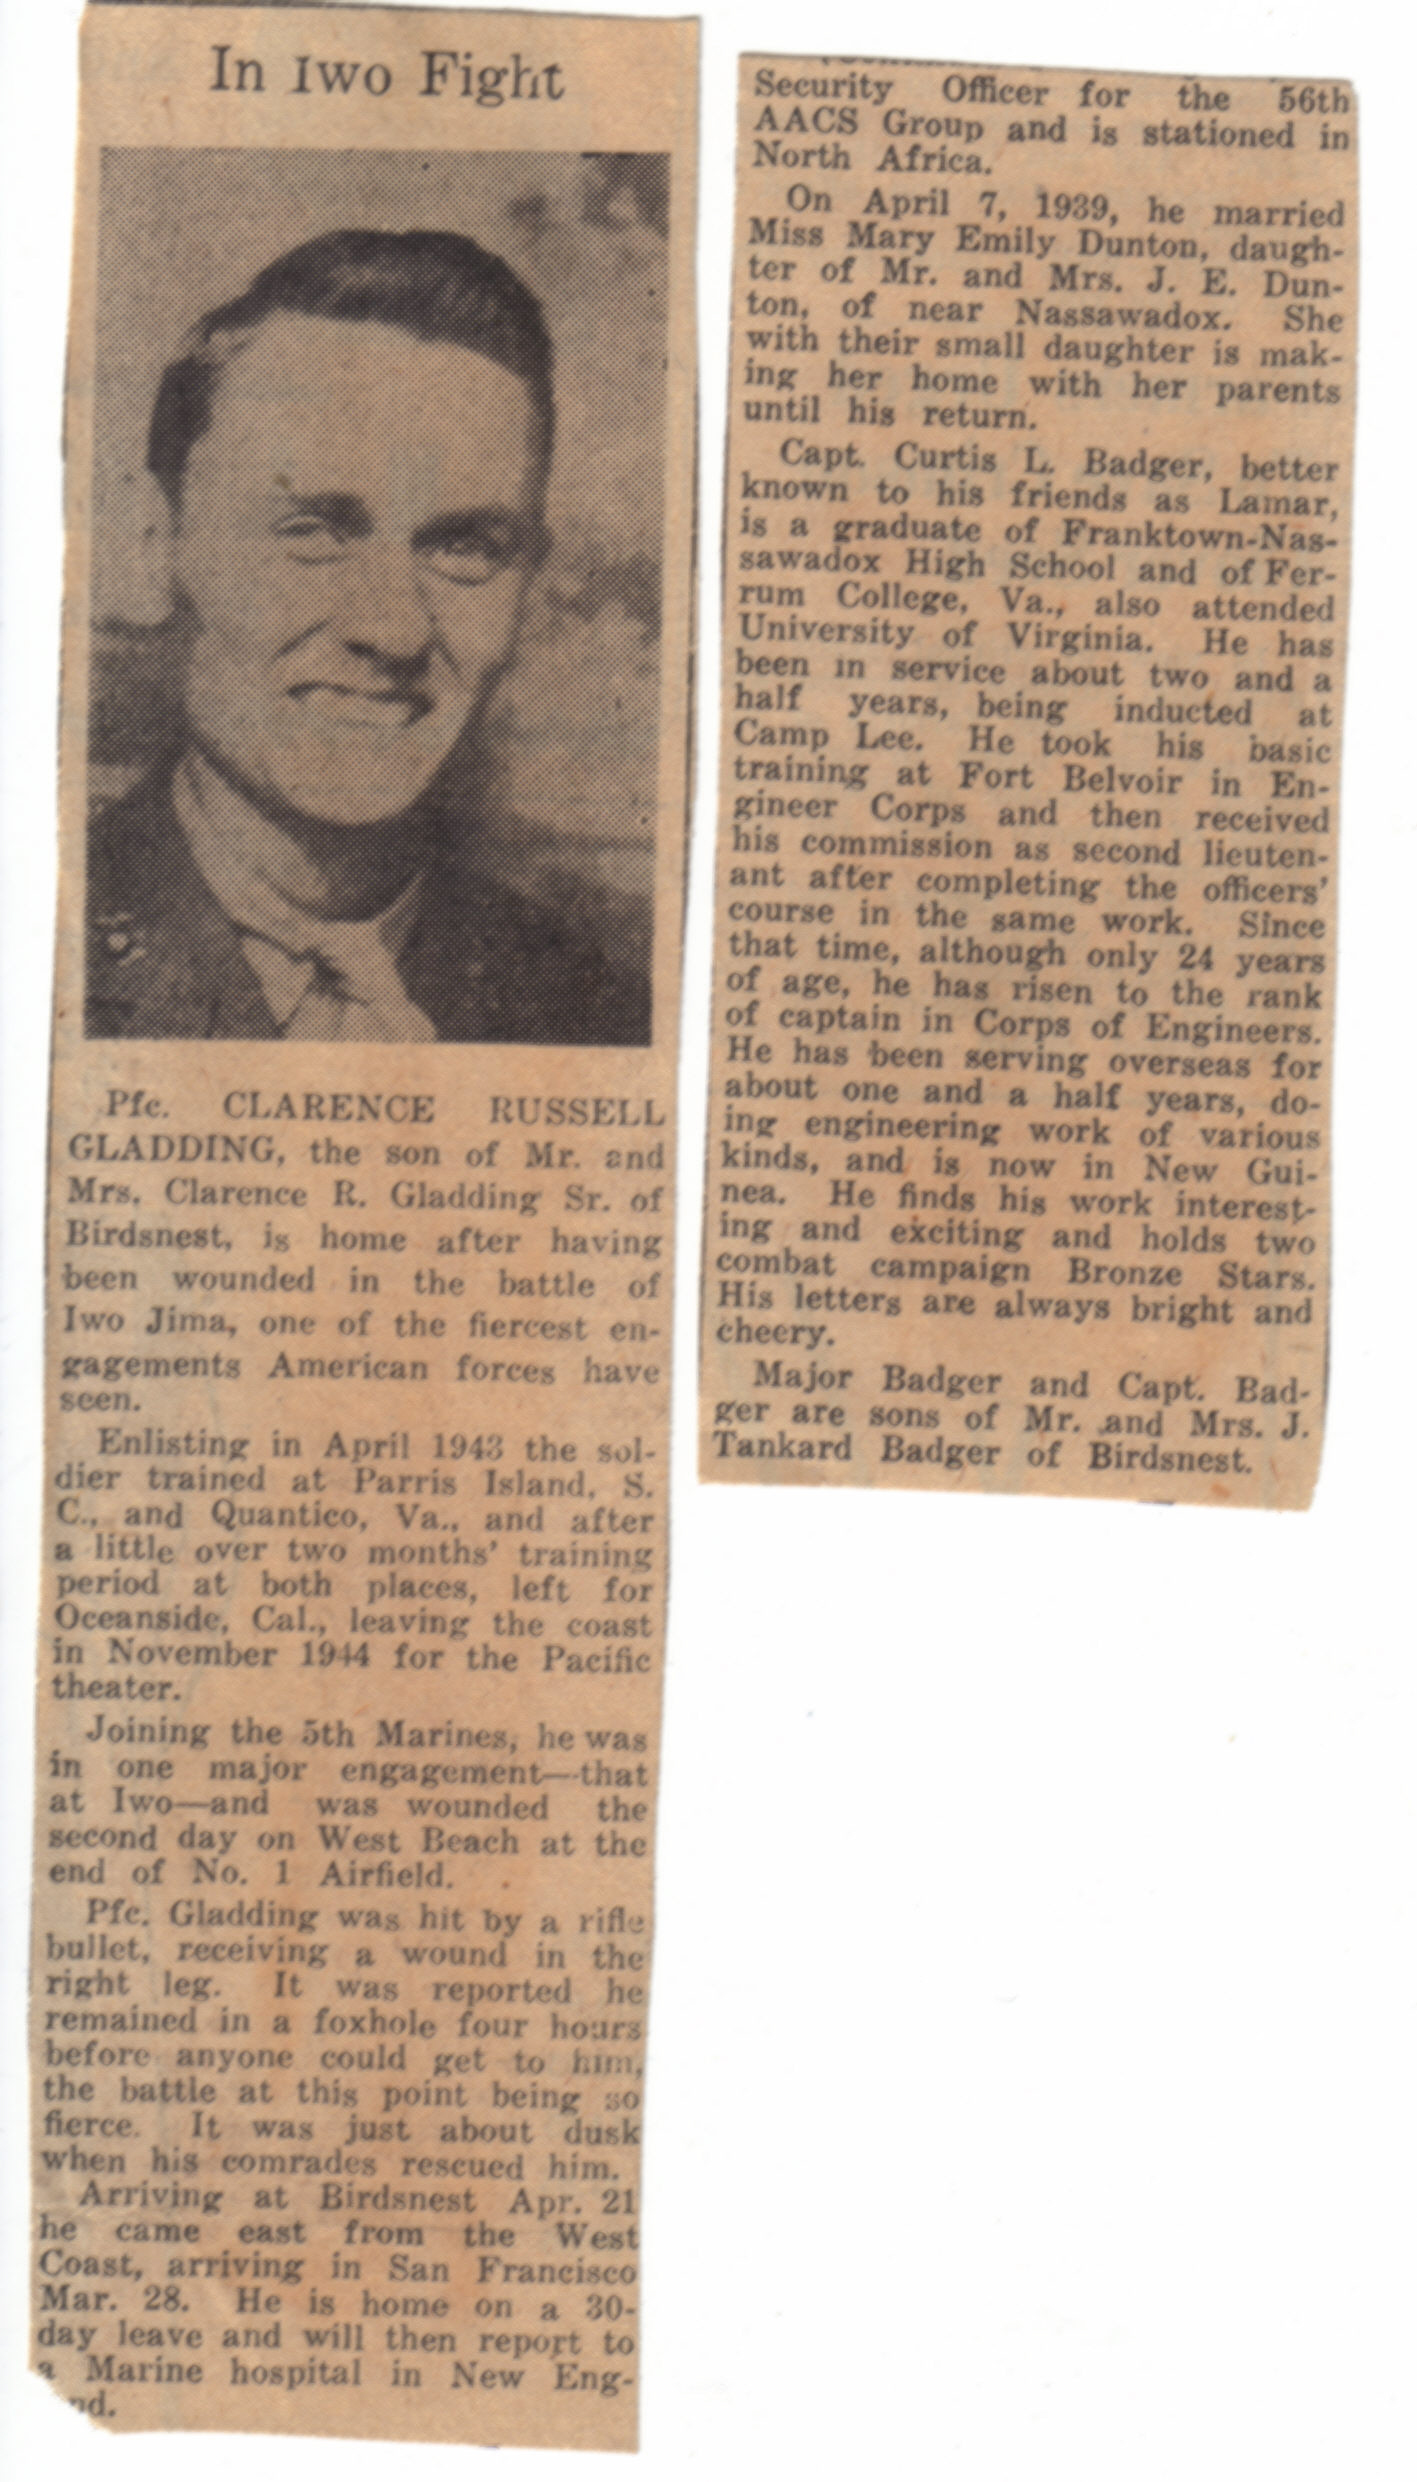 In Iwo Fight
Pfc. CLARENCE RUSSELL
GLADDING, the son of Mr. and
Mrs. Clarence R. Gladding Sr. of
Birdsnest, is home after having
been wounded in the battle of
Iwo Jima, one of the fiercest en-
gagements American forces have
seen.
Enlisting in April 1943 the sol-
dier trained at Parris Island, S.
C., and Quantico, Va., and after
a little over two months' training
period at both places, left for
Oceanside, Cal., leaving the coast
in November 1944 for the Pacific
theater.
Joining the 5th Marines, he was
in one major engagement—that
at Iwo—and was wounded the
second day on West Beach at the
end of No. 1 Airfield.
Pfc. Gladding was hit by a rifle
bullet, receiving a wound in the
right leg. It was reported he
remained in a foxhole four hours
before anyone could get to him,
the battle at this point being so
fierce. It was just about dusk
when his comrades rescued him.
Arriving at Birdsnest Apr. 21
he came east from the West
Coast, arriving in San Francisco
Mar. 28. He is home on a 30-
day leave and will then report to
a Marine hospital in New Eng-
nd.
Security Officer for the 56th
AACS Group and is stationed in
North Africa.
On April 7, 1939, he married
Miss Mary Emily Dunton, daugh-
ter of Mr. and Mrs. J. E. Dun-
ton, of near Nassawadox. She
with their small daughter is mak-
ing her home with her parents
until his return.
Capt. Curtis L. Badger, better
known to his friends as Lamar,
is a graduate of Franktown-Nas-
sawadox High School and of Fer-
rum College, Va., also attended
University of Virginia. He has
been in service about two and a
half years, being inducted at
Camp Lee. He took his basic
training at Fort Belvoir in En-
gineer Corps and then received
his commission as second lieuten-
ant after completing the officers'
course in the same work. Since
that time, although only 24 years
of age, he has risen to the rank
of captain in Corps of Engineers.
He has been serving overseas for
about one and a half years, do-
ing engineering work of various
kinds, and is now in New Gui-
nea. He finds his work interest-
ing and exciting and holds two
combat campaign Bronze Stars.
His letters are always bright and
cheery.
Major Badger and Capt. Bad-
ger are sons of Mr. and Mrs. J.
Tankard Badger of Birdsnest.